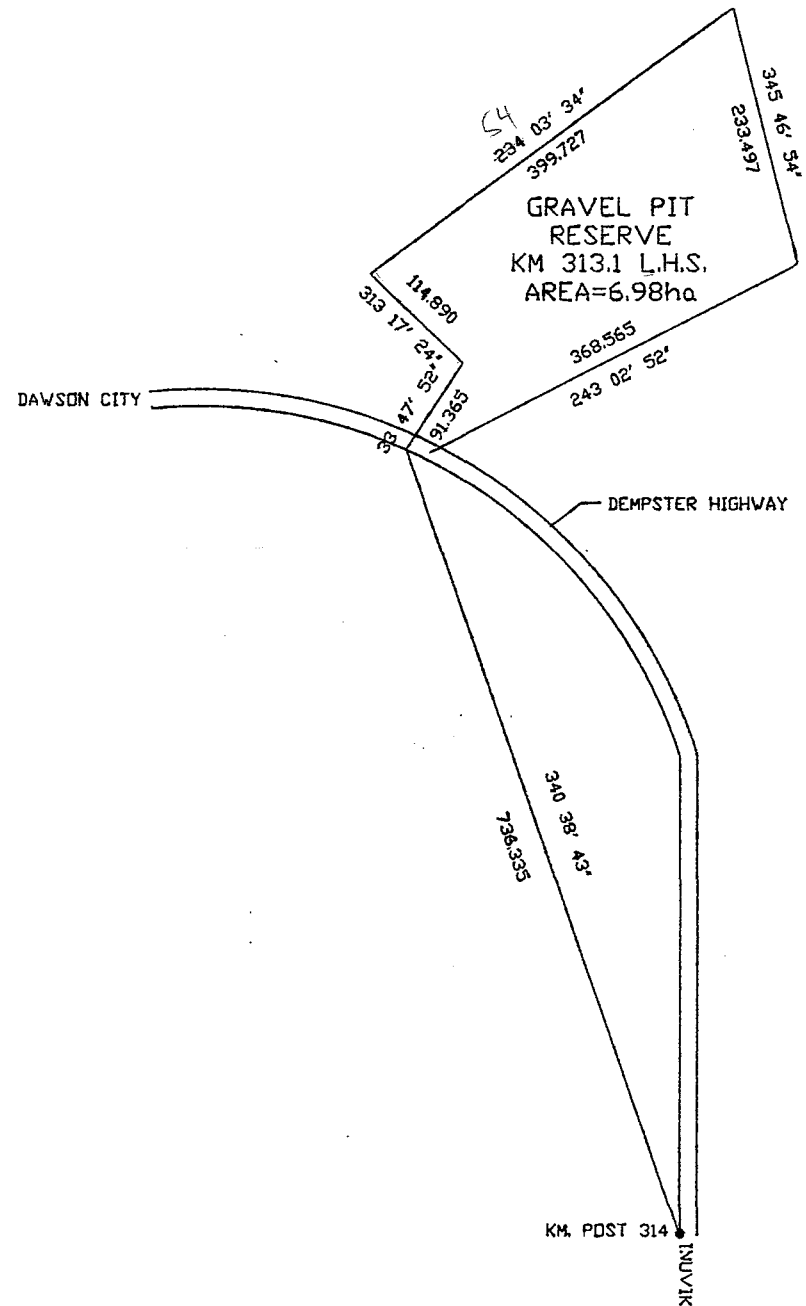 54
234 03' 34"
399.727
345 46' 54"
233.497
GRAVEL PIT
RESERVE
KM 313.1 L.H.S.
AREA=6.98ha
114.890
313 17' 24"
368.565
243 02' 52"
33 47' 52"
91.365
DAWSON CITY
DEMPSTER HIGHWAY
340 38' 43"
736.335
KM. POST 314
INUVIK